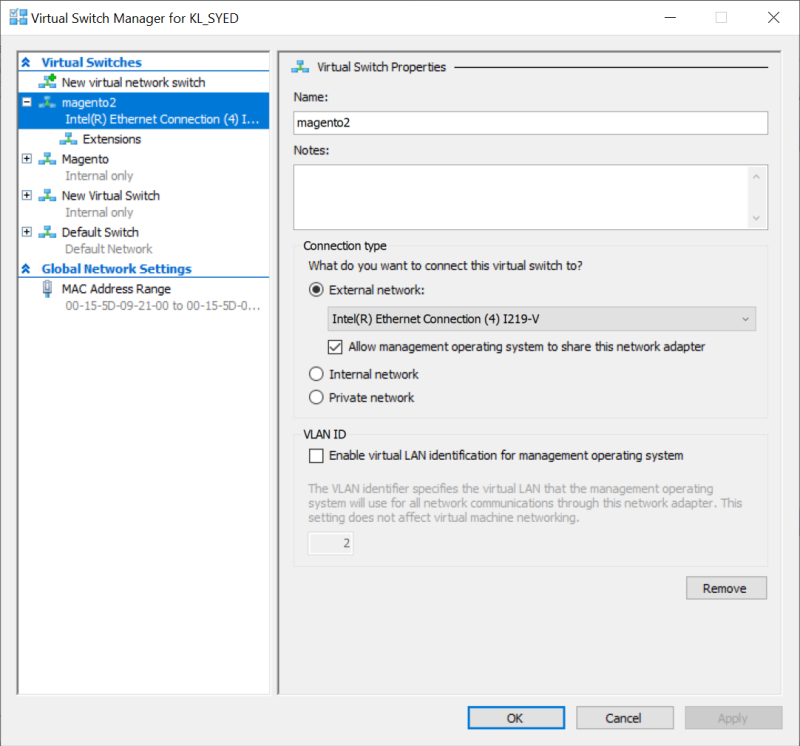 Virtual Switch Manager for KL_SYED
Virtual Switches
New virtual network switch
magento2
Intel(R) Ethernet Connection (4) I...
Extensions
Magento
Internal only
New Virtual Switch
Internal only
Default Switch
Default Network
Global Network Settings
MAC Address Range
00-15-5D-09-21-00 to 00-15-5D-0...
Virtual Switch Properties
Name:
magento2
Notes:
Connection type
What do you want to connect this virtual switch to?
External network:
Intel(R) Ethernet Connection (4) I219-V
Allow management operating system to share this network adapter
Internal network
Private network
VLAN ID
Enable virtual LAN identification for management operating system
The VLAN identifier specifies the virtual LAN that the management operating
system will use for all network communications through this network adapter. This
setting does not affect virtual machine networking.
2
Remove
OK
Cancel
Apply